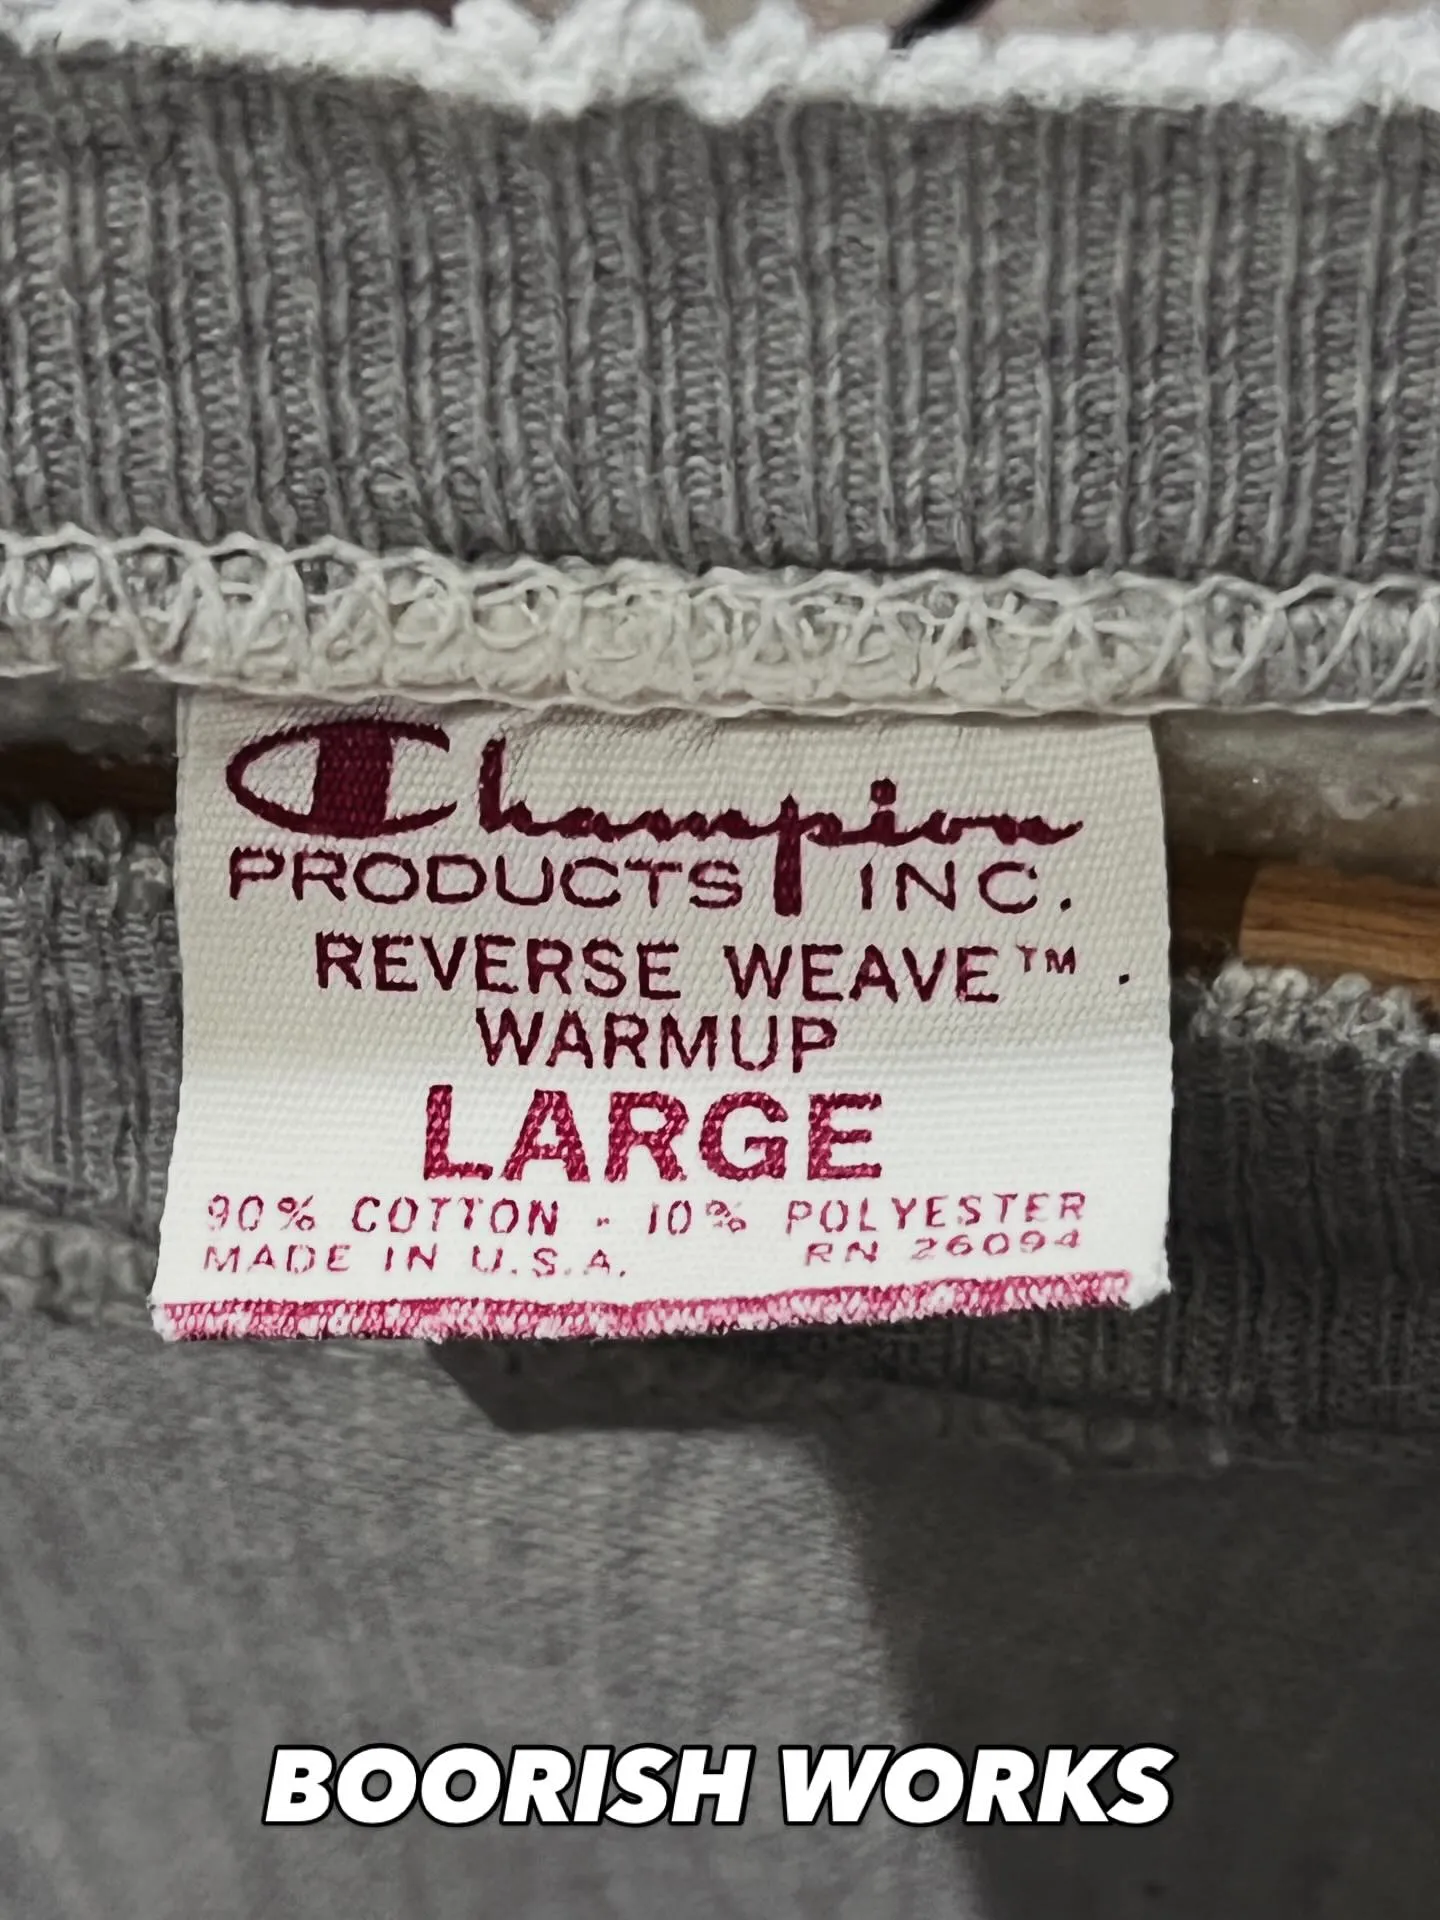 Champion
PRODUCTS INC.
REVERSE WEAVE™
WARMUP
LARGE
90% COTTON - 10% POLYESTER
MADE IN U.S.A. RN 26094
BOORISH WORKS